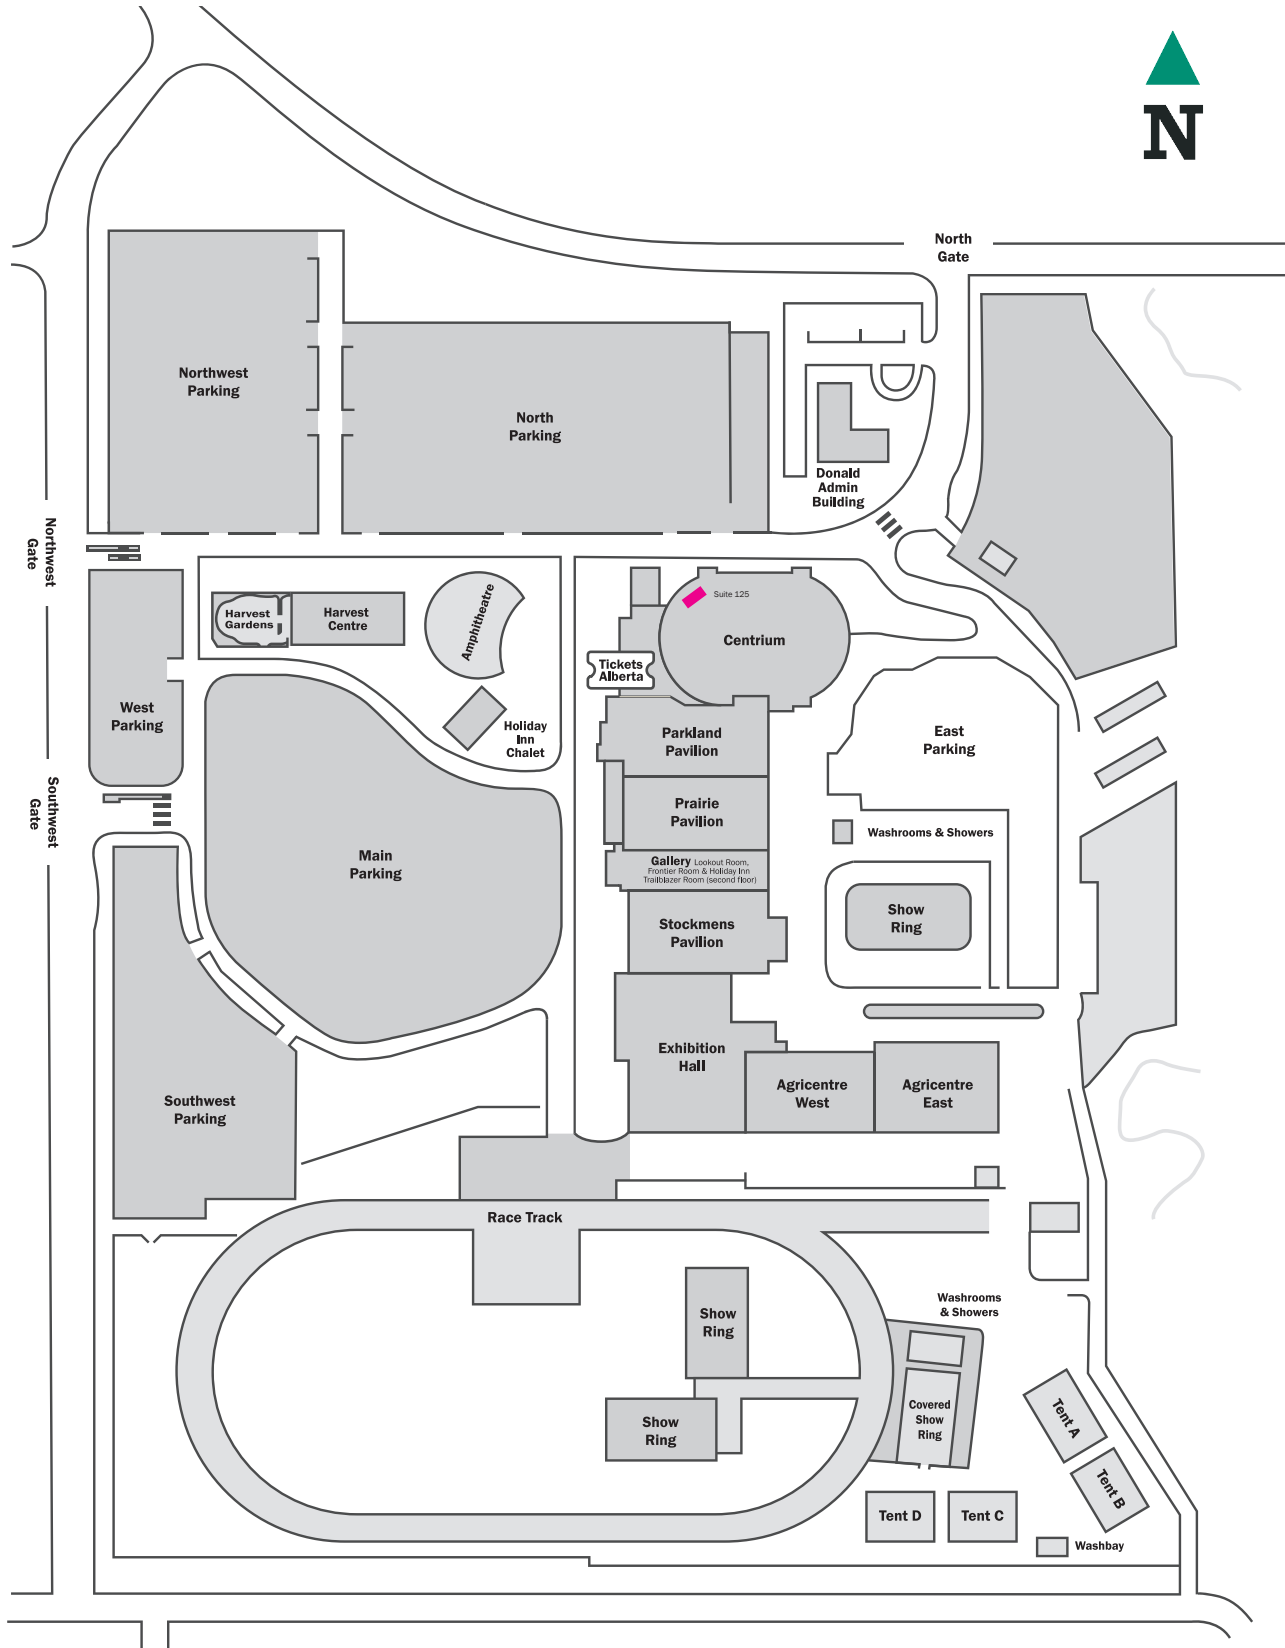 N
North
Gate
Northwest
Parking
North
Parking
Donald
Admin
Building
Northwest
Gate
Harvest
Gardens
Harvest
Centre
Amphitheatre
Suite 125
Centrium
Tickets
Alberta
West
Parking
Holiday
Inn
Chalet
Parkland
Pavilion
East
Parking
Southwest
Gate
Prairie
Pavilion
Washrooms & Showers
Main
Parking
Gallery Lookout Room,
Frontier Room & Holiday Inn
Trailblazer Room (second floor)
Show
Ring
Stockmens
Pavilion
Exhibition
Hall
Agricentre
West
Agricentre
East
Southwest
Parking
Race Track
Washrooms
& Showers
Show
Ring
Show
Ring
Covered
Show
Ring
Tent A
Tent B
Tent D
Tent C
Washbay